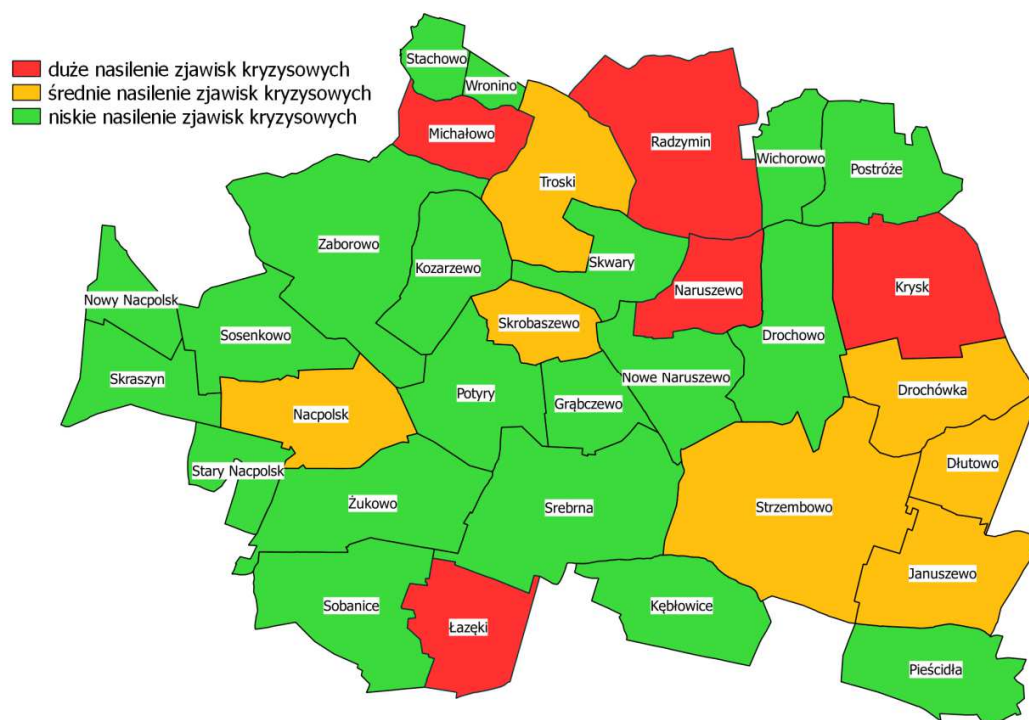 duże nasilenie zjawisk kryzysowych
średnie nasilenie zjawisk kryzysowych
niskie nasilenie zjawisk kryzysowych
Stachowo
Wronino
Michałowo
Radzymin
Wichorowo
Postróże
Troski
Zaborowo
Kozarzewo
Skwary
Naruszewo
Krysk
Nowy Nacpolsk
Sosenkowo
Skrobaszewo
Drochowo
Skraszyn
Nacpolsk
Potyry
Grąbczewo
Nowe Naruszewo
Drochówka
Stary Nacpolsk
Dłutowo
Żukowo
Srebrna
Strzembowo
Januszewo
Sobanice
Łazęki
Kębłowice
Pieścidła